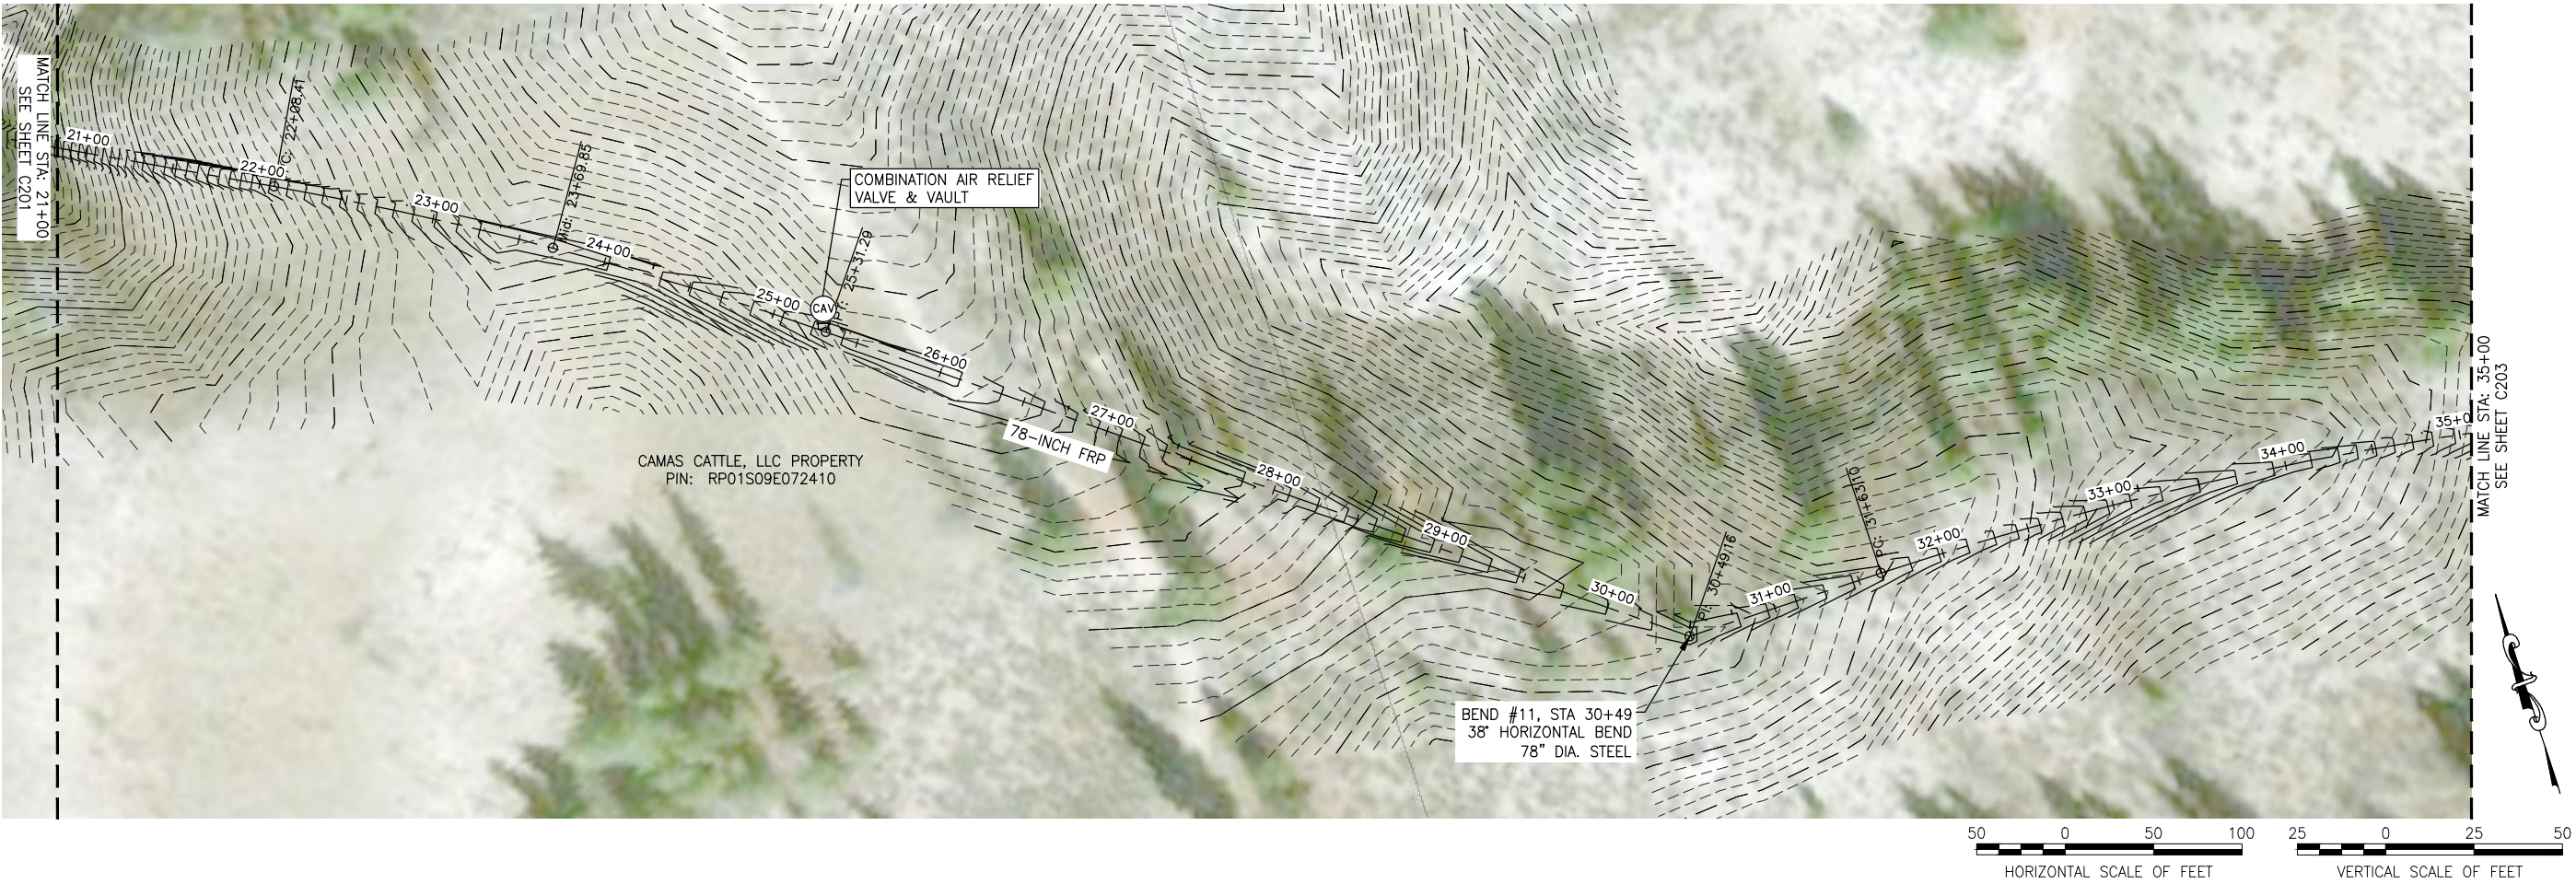 MATCH LINE STA: 21+00
SEE SHEET C201
21+00
22+00
22+08.41
23+00
Mid: 23+69.85
24+00
COMBINATION AIR RELIEF
VALVE & VAULT
25+00
CAV
25+31.29
26+00
27+00
78-INCH FRP
CAMAS CATTLE, LLC PROPERTY
PIN: RP01S09E072410
28+00
29+00
30+00
PI: 30+49.16
BEND #11, STA 30+49
38° HORIZONTAL BEND
78" DIA. STEEL
31+00
PC: 31+63.10
32+00
33+00
34+00
35+0
MATCH LINE STA: 35+00
SEE SHEET C203
50 0 50 100
HORIZONTAL SCALE OF FEET
25 0 25 50
VERTICAL SCALE OF FEET